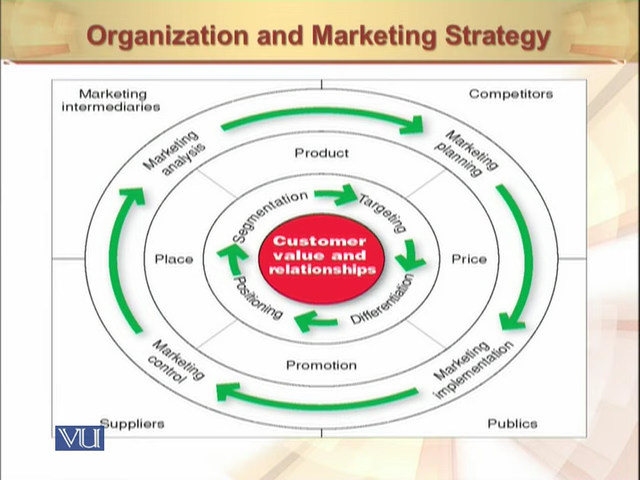 Organization and Marketing Strategy
Marketing
intermediaries
Competitors
Marketing
analysis
Marketing
planning
Product
Segmentation
Targeting
Customer
value and
relationships
Place
Price
Positioning
Differentiation
Marketing
control
Marketing
implementation
Promotion
Suppliers
Publics
VU